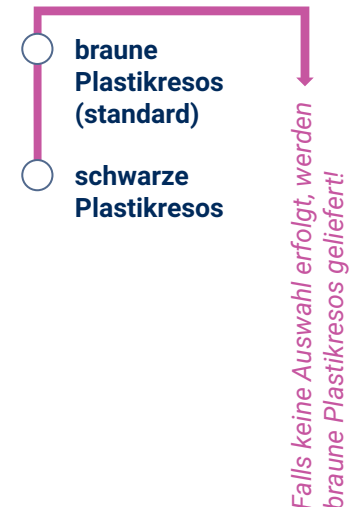 braune
Plastikresos
(standard)
schwarze
Plastikresos
Falls keine Auswahl erfolgt, werden
braune Plastikresos geliefert!